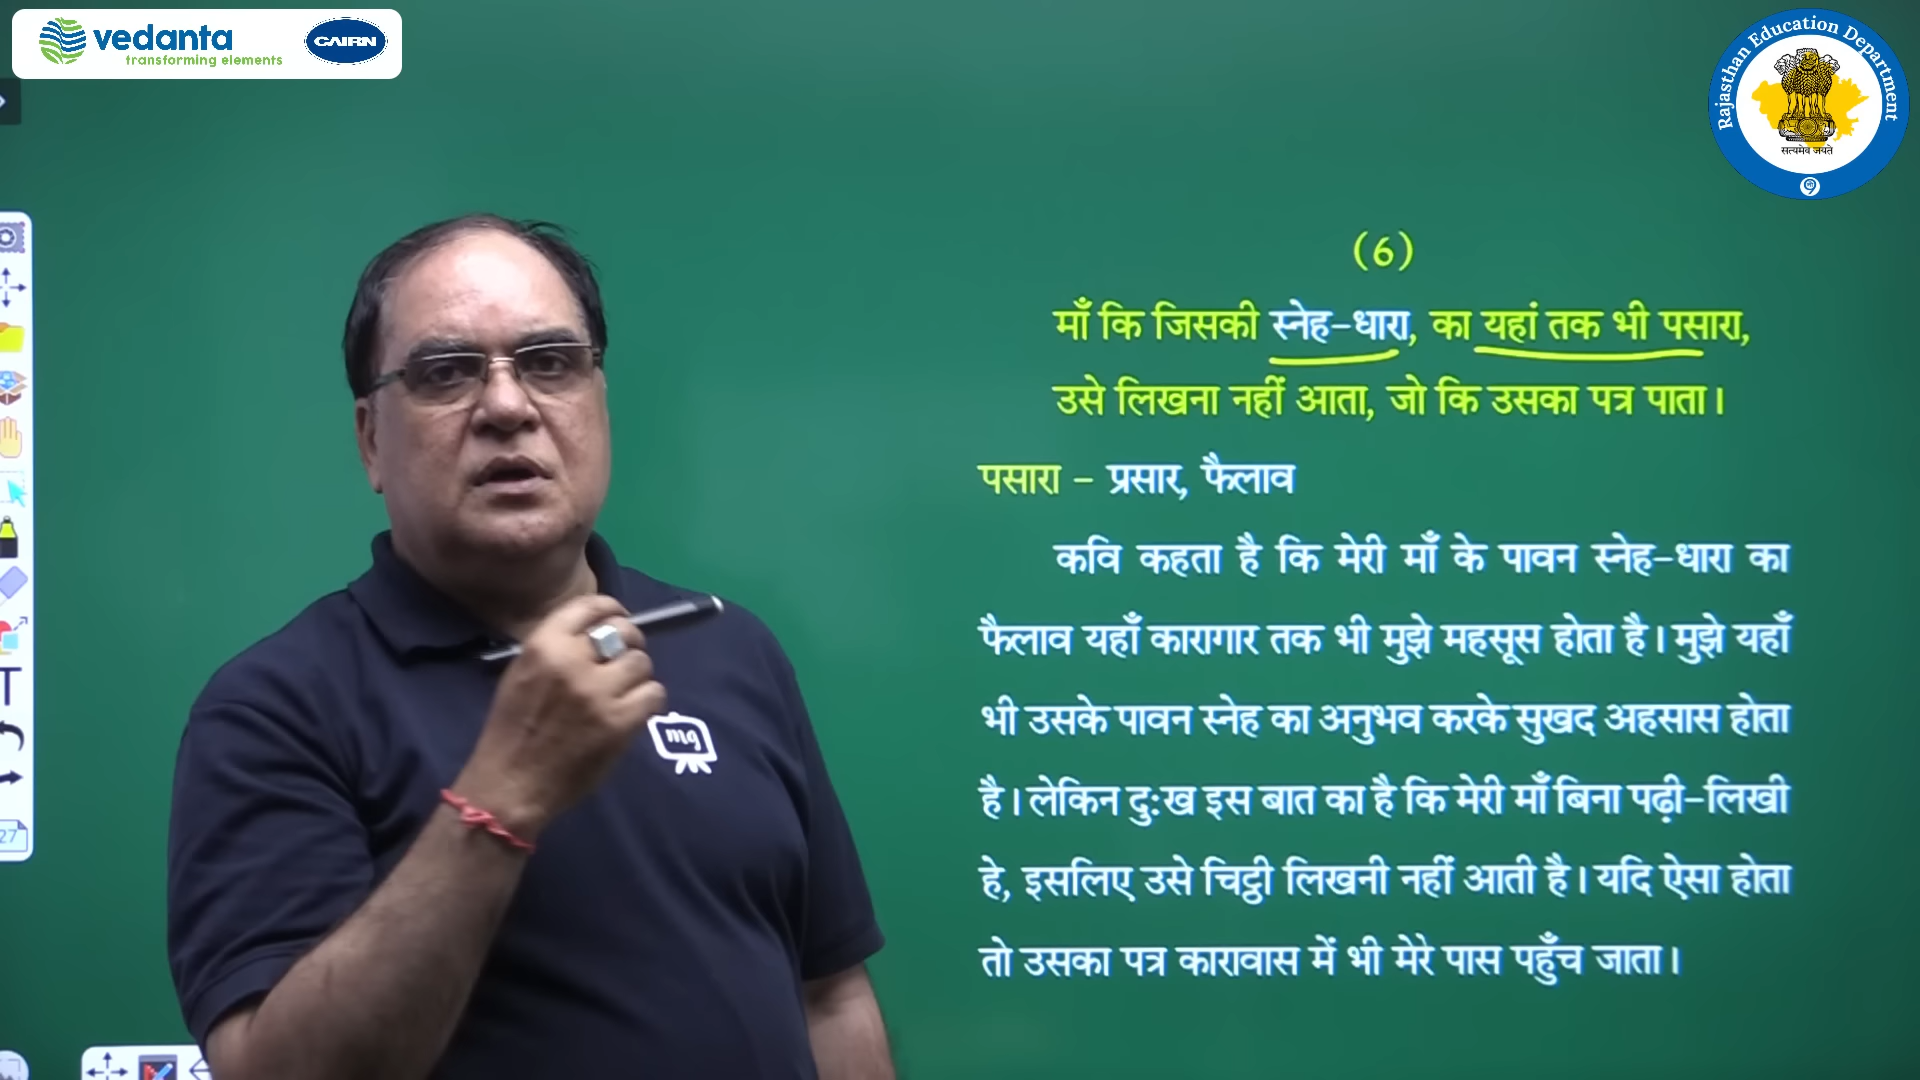 vedanta
transforming elements
CAIRN
Rajasthan Education Department
सत्यमेव जयते
(6)
माँ कि जिसकी स्नेह-धारा, का यहां तक भी पसारा,
उसे लिखना नहीं आता, जो कि उसका पत्र पाता।
पसारा - प्रसार, फैलाव
कवि कहता है कि मेरी माँ के पावन स्नेह-धारा का
फैलाव यहाँ कारागार तक भी मुझे महसूस होता है। मुझे यहाँ
भी उसके पावन स्नेह का अनुभव करके सुखद अहसास होता
है। लेकिन दुःख इस बात का है कि मेरी माँ बिना पढ़ी-लिखी
हे, इसलिए उसे चिट्ठी लिखनी नहीं आती है। यदि ऐसा होता
तो उसका पत्र कारावास में भी मेरे पास पहुँच जाता।
mg
T
27